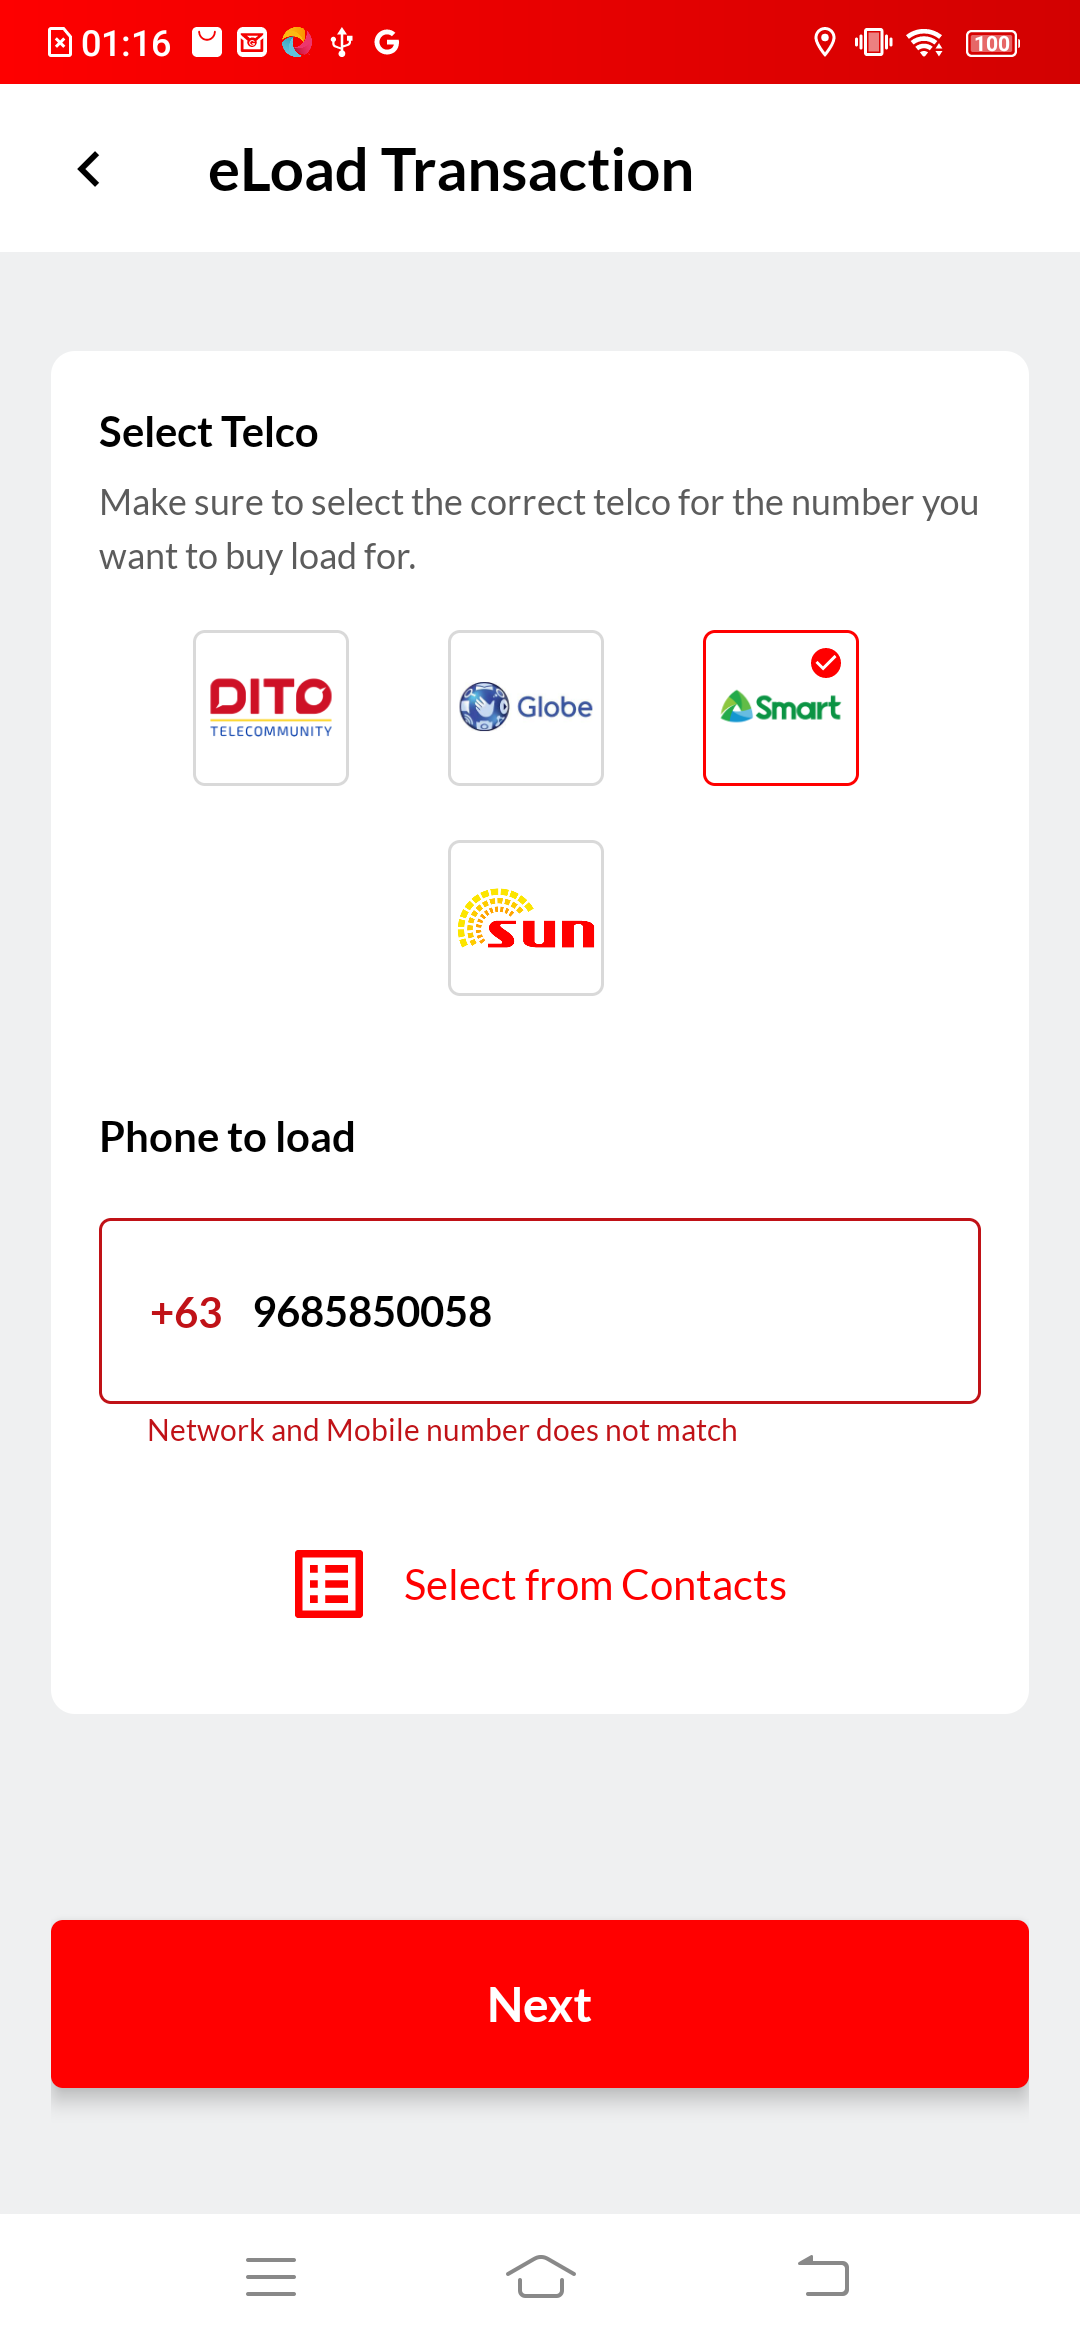 01:16
100
eLoad Transaction
Select Telco
Make sure to select the correct telco for the number you
want to buy load for.
DITO
TELECOMMUNITY
Globe
Smart
sun
Phone to load
+63 9685850058
Network and Mobile number does not match
Select from Contacts
Next